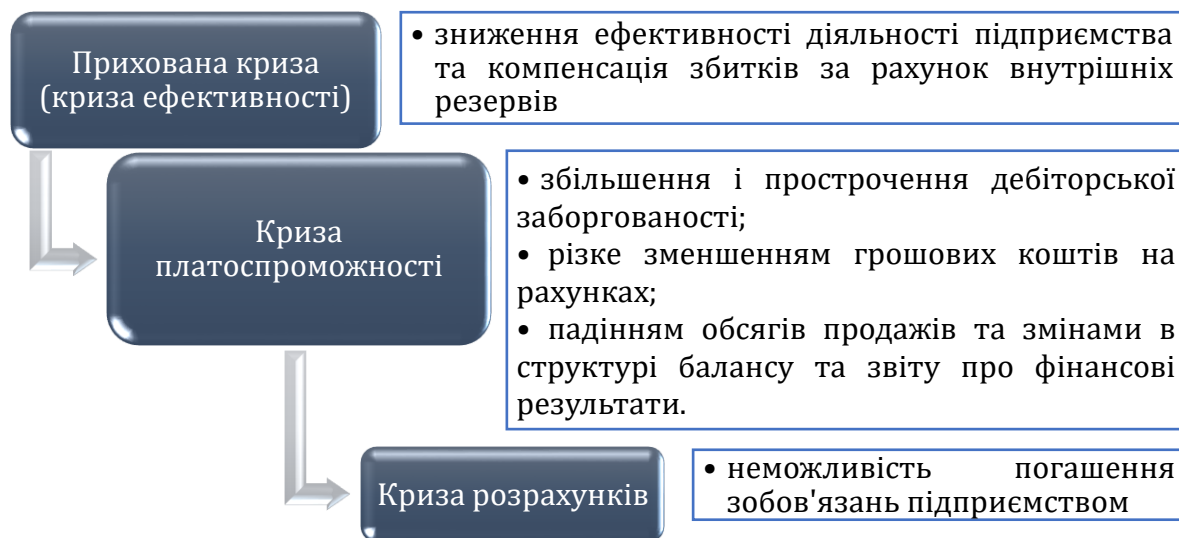 Прихована криза
(криза ефективності)
• зниження ефективності діяльності підприємства
та компенсація збитків за рахунок внутрішніх
резервів
Криза
платоспроможності
• збільшення і прострочення дебіторської
заборгованості;
• різке зменшенням грошових коштів на
рахунках;
• падінням обсягів продажів та змінами в
структурі балансу та звіту про фінансові
результати.
Криза розрахунків
• неможливість погашення
зобов'язань підприємством